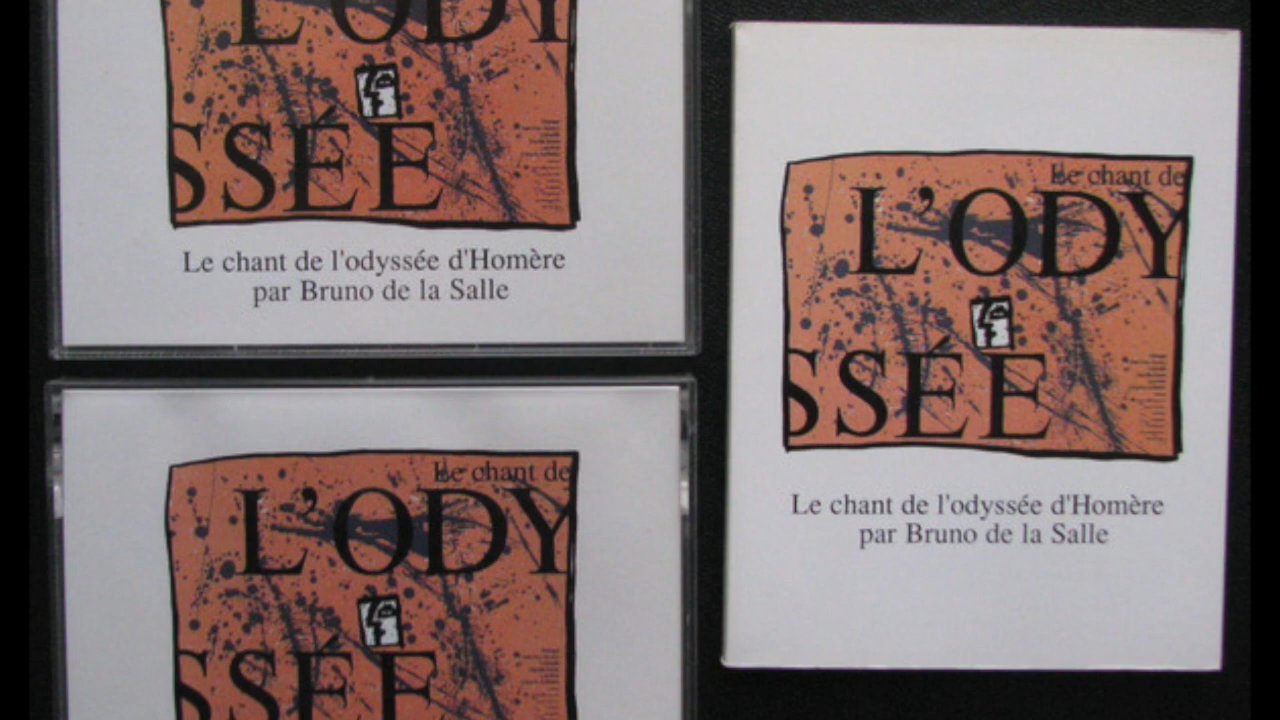 L'ODY
SSÉE
Le chant de l'odyssée d'Homère
par Bruno de la Salle
Le chant de
L'ODY
SSÉE
Le chant de l'odyssée d'Homère
par Bruno de la Salle
Le chant de
L'ODY
SSÉE